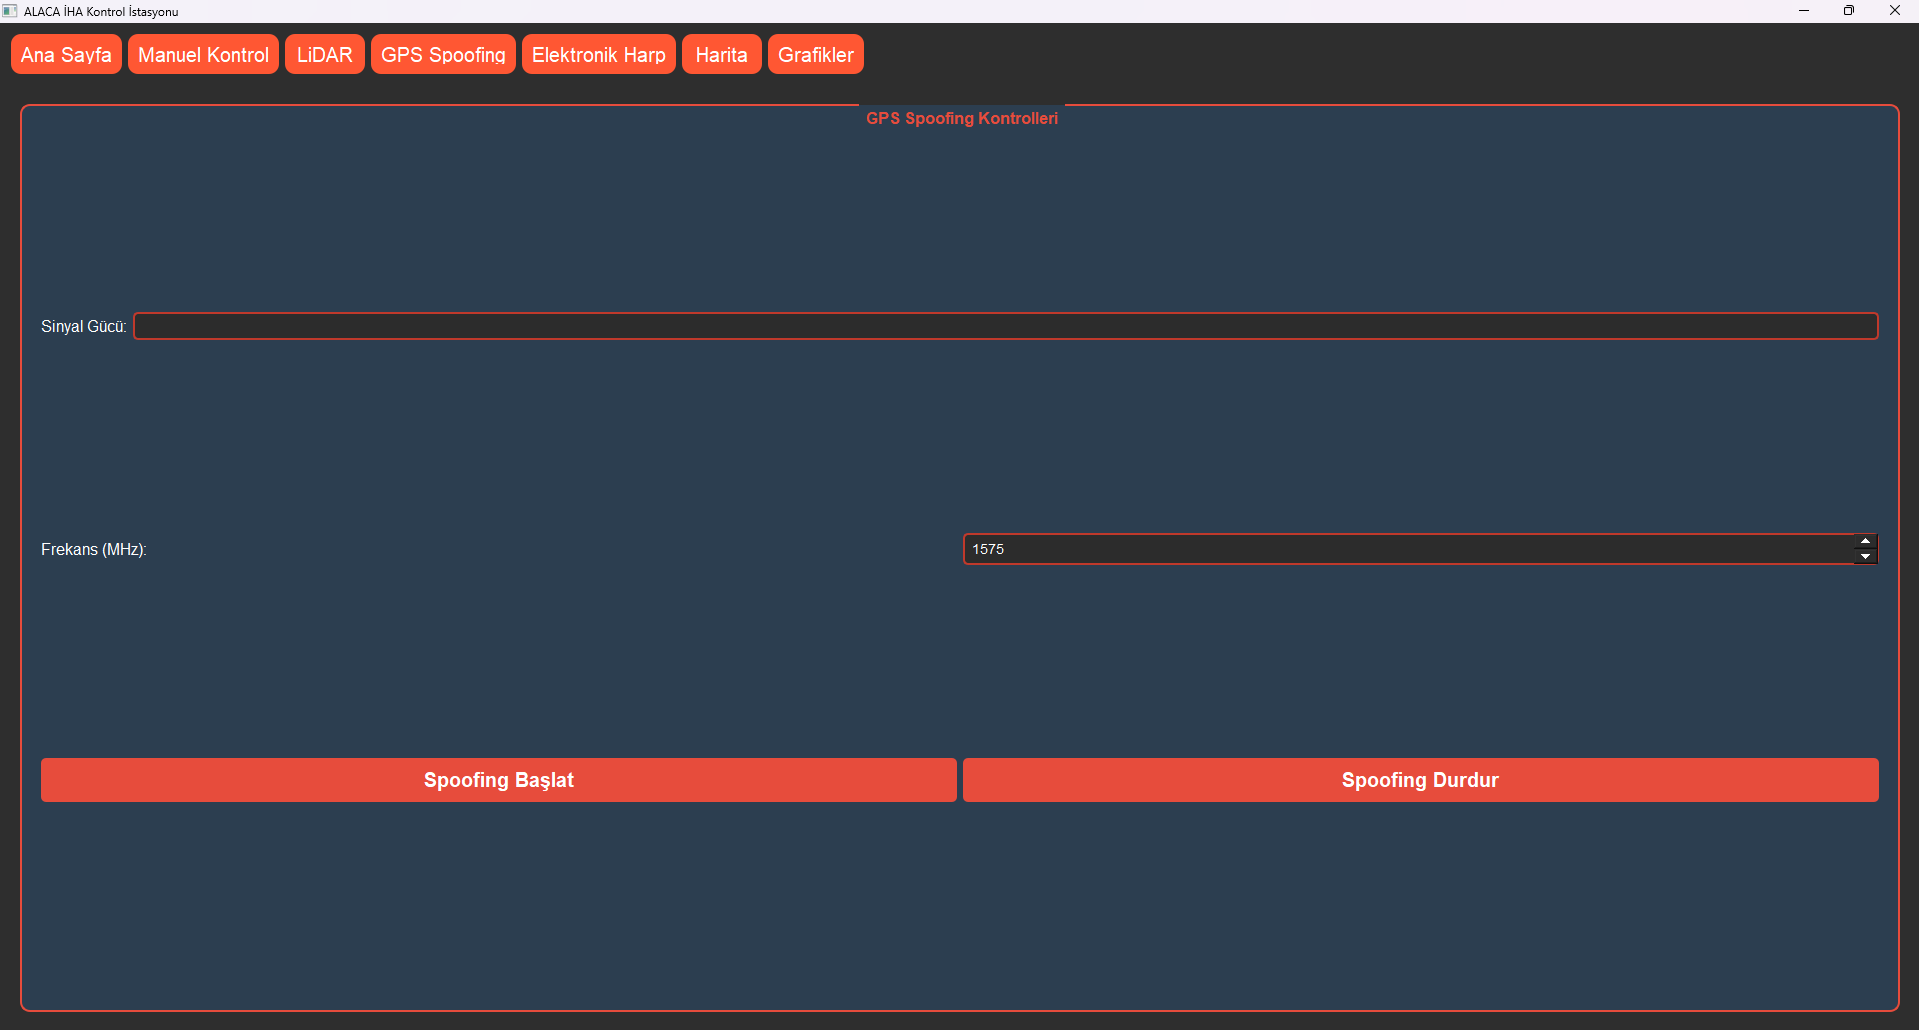 ALACA İHA Kontrol İstasyonu
Ana Sayfa Manuel Kontrol LiDAR GPS Spoofing Elektronik Harp Harita Grafikler
GPS Spoofing Kontrolleri
Sinyal Gücü:
Frekans (MHz): 1575
Spoofing Başlat Spoofing Durdur